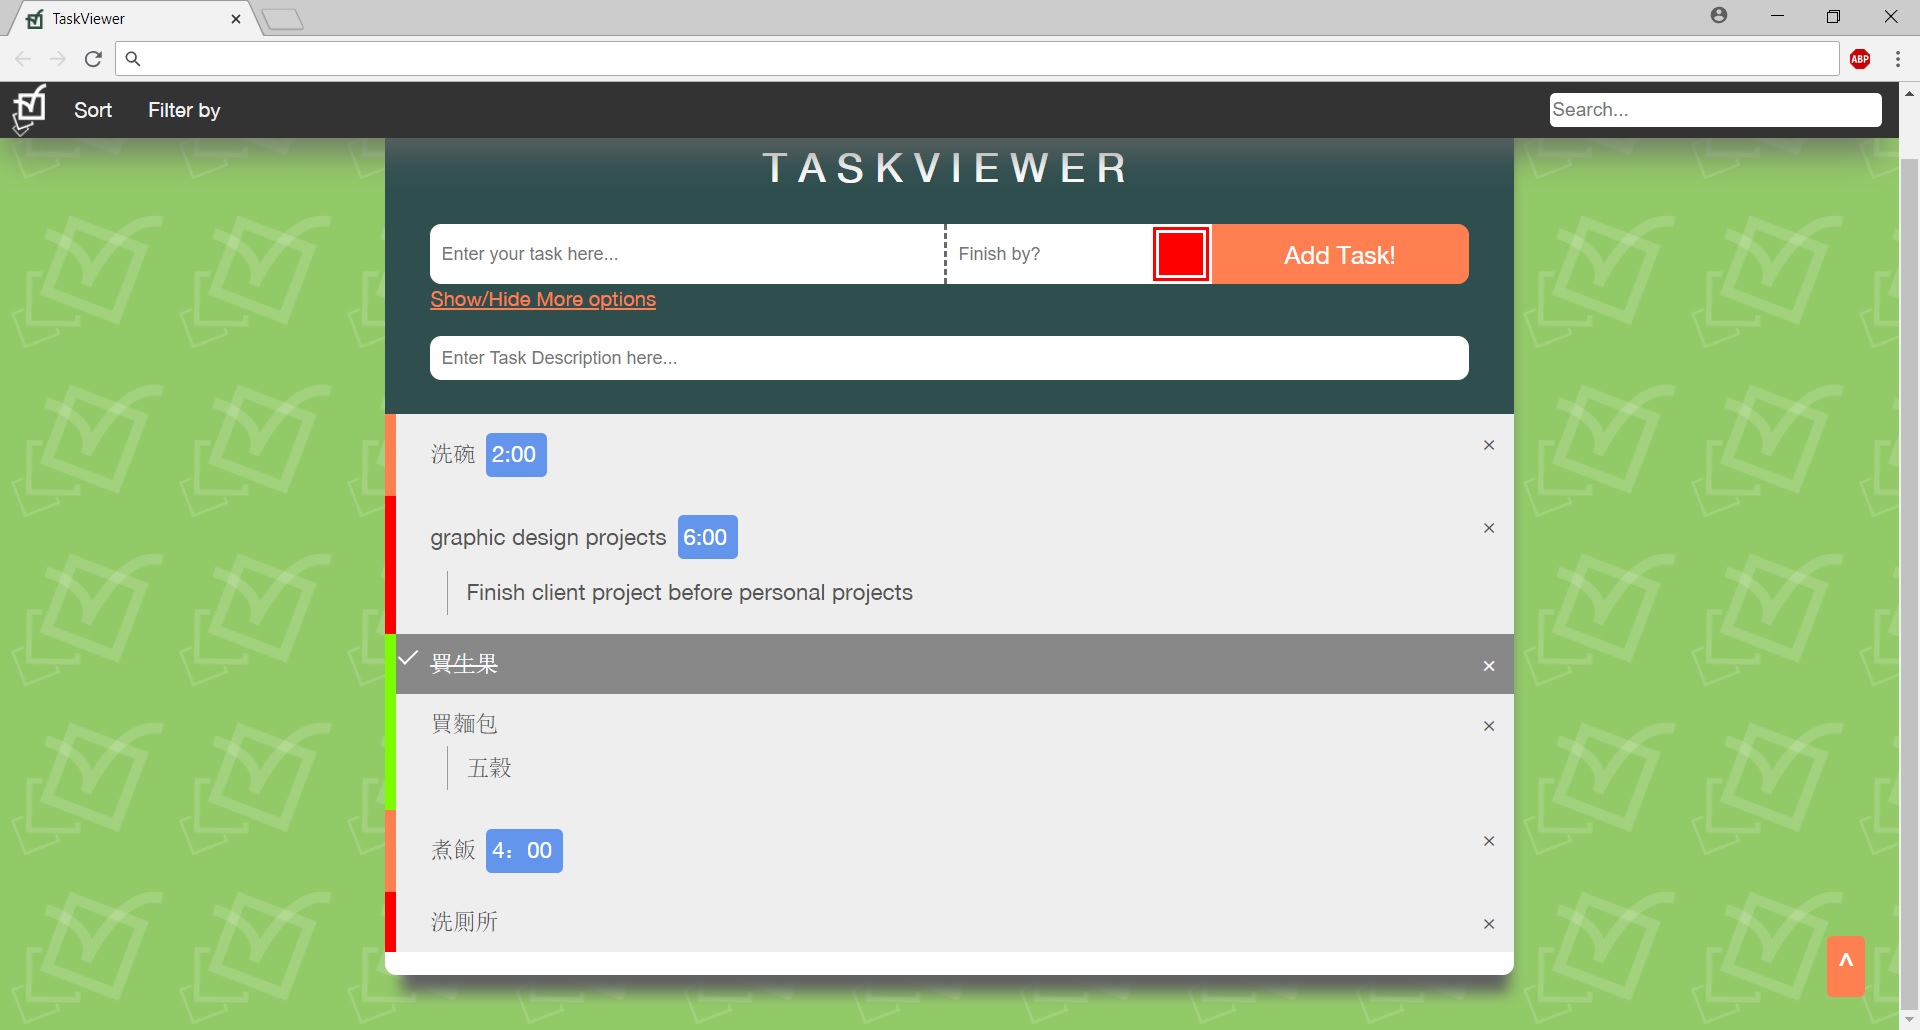 TaskViewer
ABP
Sort
Filter by
Search...
TASKVIEWER
Enter your task here...
Finish by?
Add Task!
Show/Hide More options
Enter Task Description here...
洗碗 2:00
graphic design projects 6:00
Finish client project before personal projects
買生果
買麵包
五穀
煮飯 4：00
洗厠所